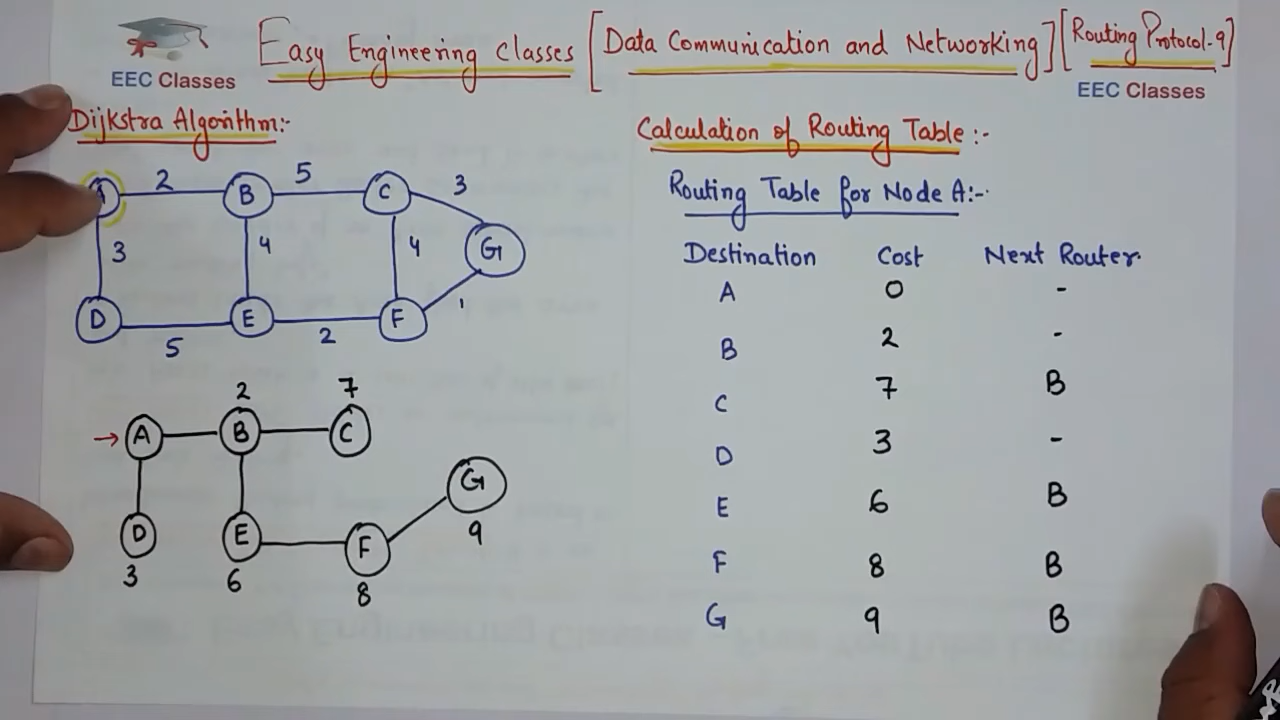 Easy Engineering Classes [Data Communication and Networking] [Routing Protocol-9]
EEC Classes
EEC Classes
Dijkstra Algorithm:-
2 5 3
B C
3 4 4 G
D E F 1
5 2
2 7
A B C
G
D E F 9
3 6 8
Calculation of Routing Table:-
Routing Table for Node A:-
Destination Cost Next Router
A 0 -
B 2 -
C 7 B
D 3 -
E 6 B
F 8 B
G 9 B